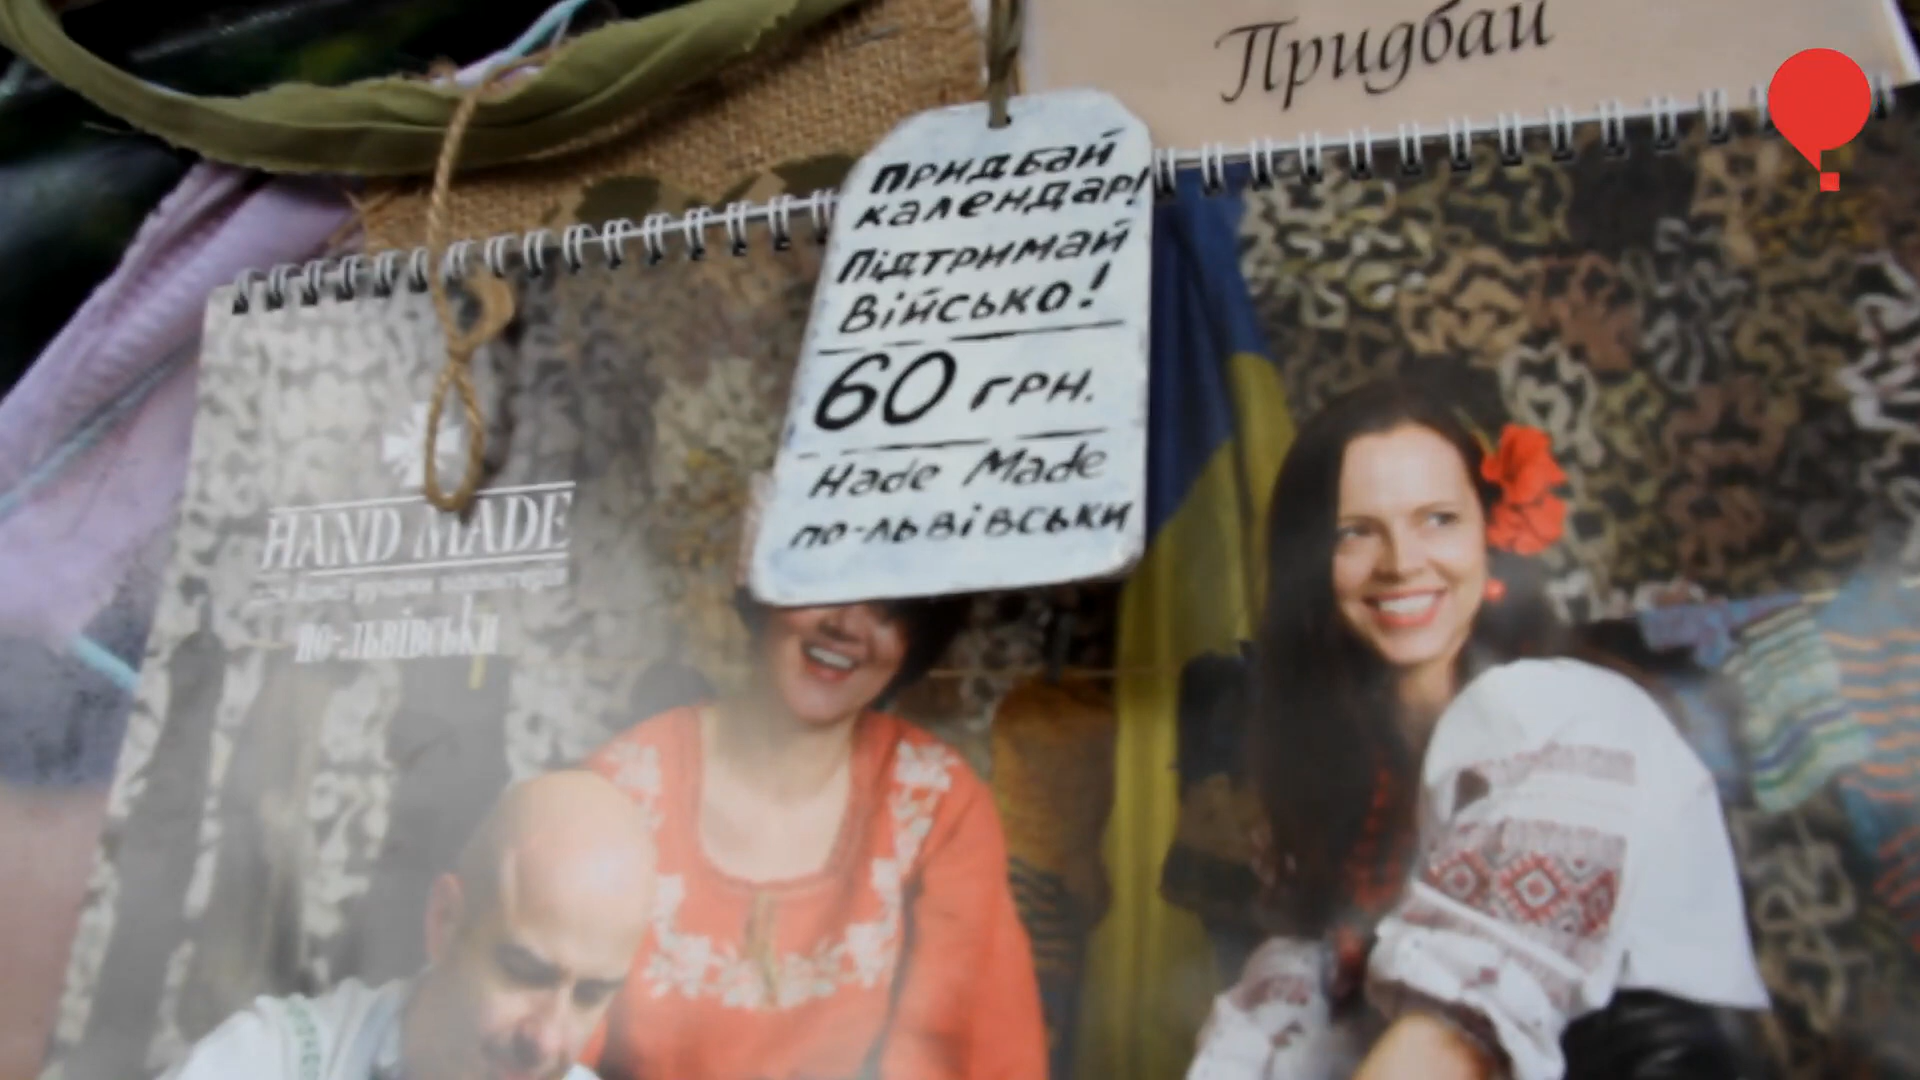 Придбай
Придбай
календар!
Підтримай
Військо!
60 грн.
Hade Made
по-львівськи
HAND MADE
по-львівськи